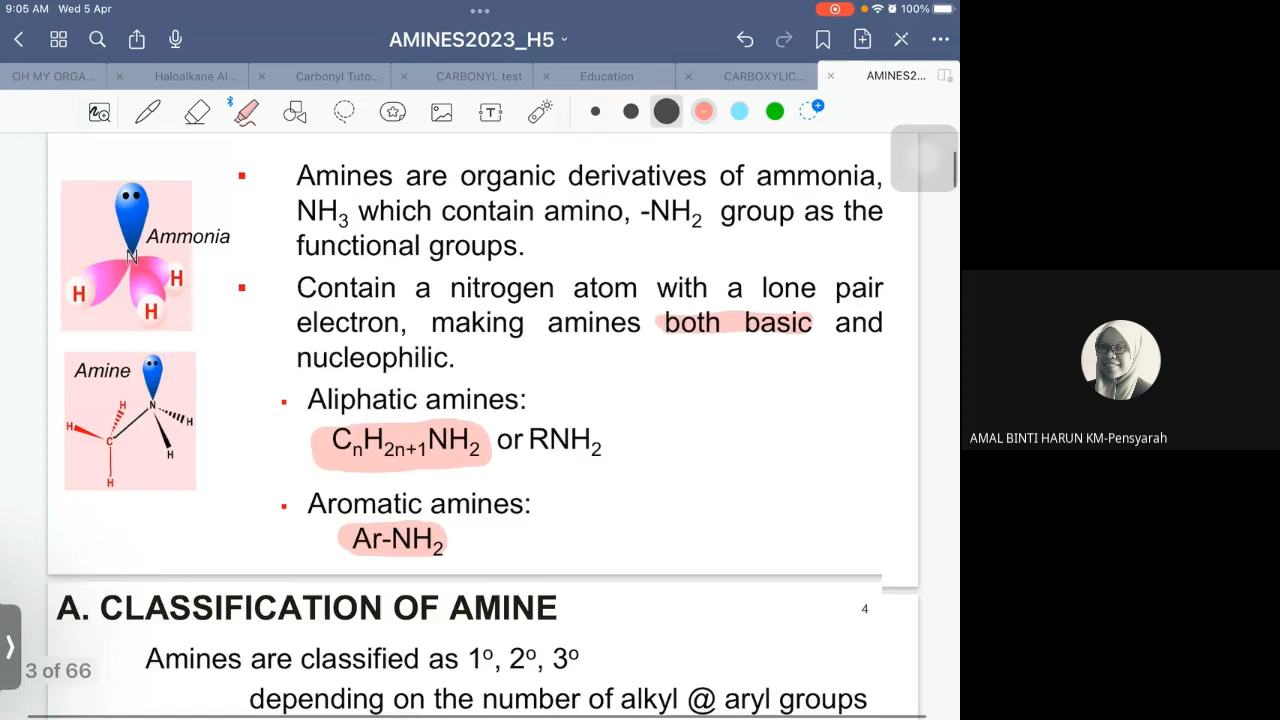 9:05 AM Wed 5 Apr
100%
AMINES2023_H5
OH MY ORGA...
Haloalkane Al...
Carbonyl Tuto...
CARBONYL test
Education
CARBOXYLIC...
AMINES2...
T
Amines are organic derivatives of ammonia,
NH3 which contain amino, -NH2 group as the
functional groups.
Ammonia
N
H
H
H
Contain a nitrogen atom with a lone pair
electron, making amines both basic and
nucleophilic.
Amine
H
N
H
H
C
H
H
Aliphatic amines:
CnH2n+1NH2 or RNH2
Aromatic amines:
Ar-NH2
A. CLASSIFICATION OF AMINE
4
Amines are classified as 1º, 2º, 3º
depending on the number of alkyl @ aryl groups
3 of 66
AMAL BINTI HARUN KM-Pensyarah